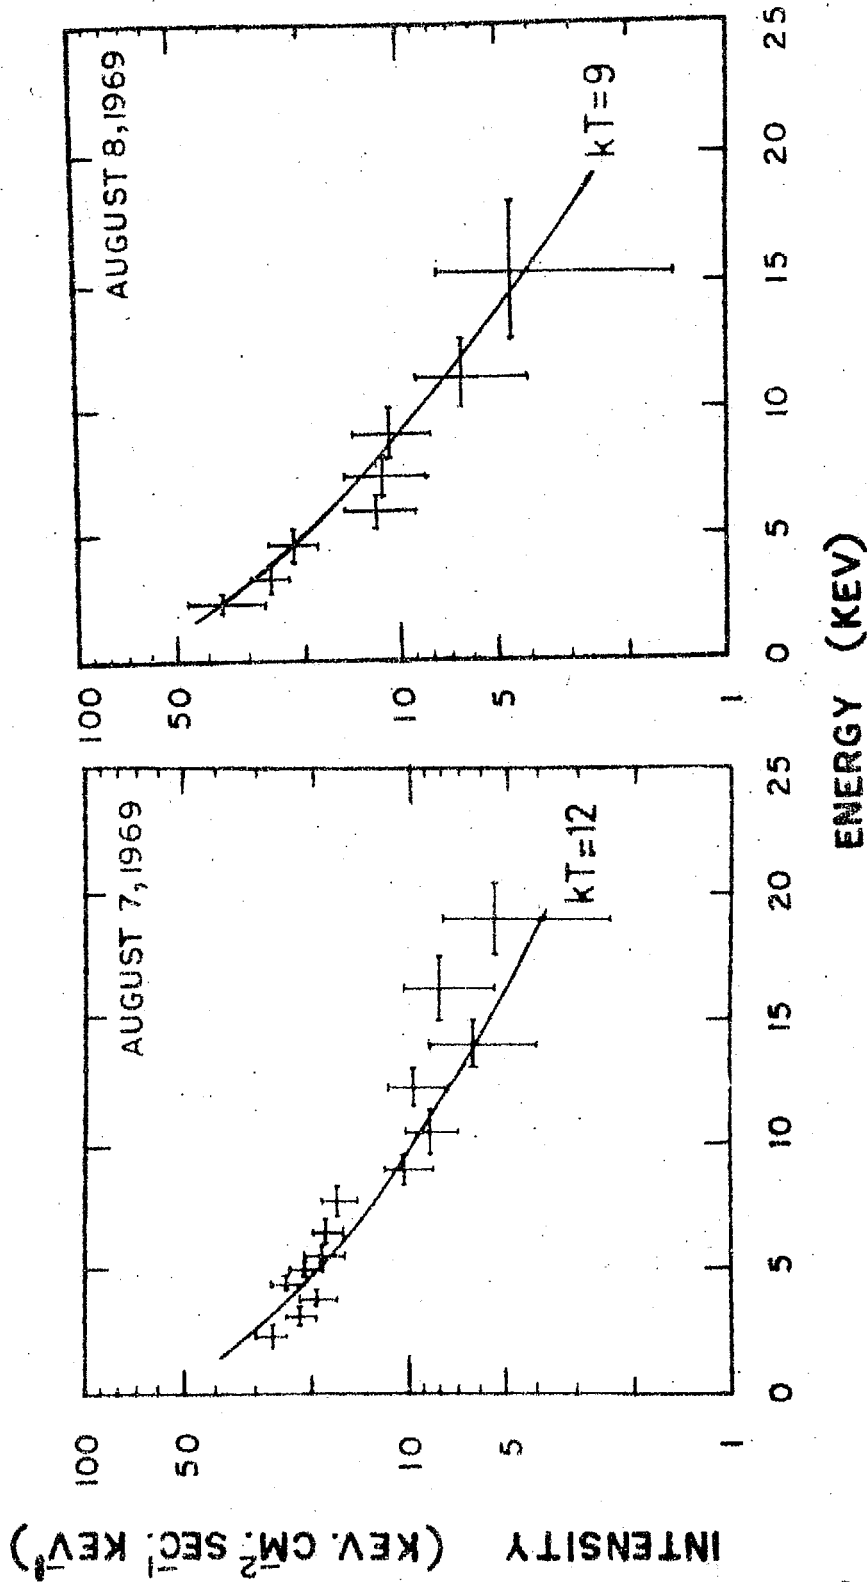 INTENSITY (KEV. CM.⁻² SEC.⁻¹ KEV⁻¹)
AUGUST 7, 1969
100
50
10
5
1
kT=12
0 5 10 15 20 25
AUGUST 8, 1969
100
50
10
5
1
kT=9
0 5 10 15 20 25
ENERGY (KEV)